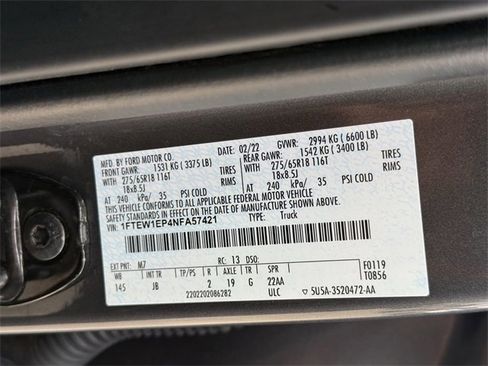 MFD. BY FORD MOTOR CO. DATE: 02/22 GVWR: 2994 KG ( 6600 LB)
FRONT GAWR: 1531 KG ( 3375 LB) REAR GAWR: 1542 KG ( 3400 LB)
WITH 275/65R18 116T TIRES WITH 275/65R18 116T TIRES
18x8.5J RIMS 18x8.5J RIMS
AT 240 kPa/ 35 PSI COLD AT 240 kPa/ 35 PSI COLD
THIS VEHICLE CONFORMS TO ALL APPLICABLE FEDERAL MOTOR VEHICLE
SAFETY AND THEFT PREVENTION STANDARDS IN EFFECT ON THE DATE OF MANUFACTURE SHOWN ABOVE.
VIN: 1FTEW1EP4NFA57421 TYPE: Truck
EXT PNT: M7 RC: 13 DSO: F0119
WB INT TR TP/PS R AXLE TR SPR T0856
145 JB 2 19 G 22AA
2202202086282 ULC ▽ 5U5A-3520472-AA